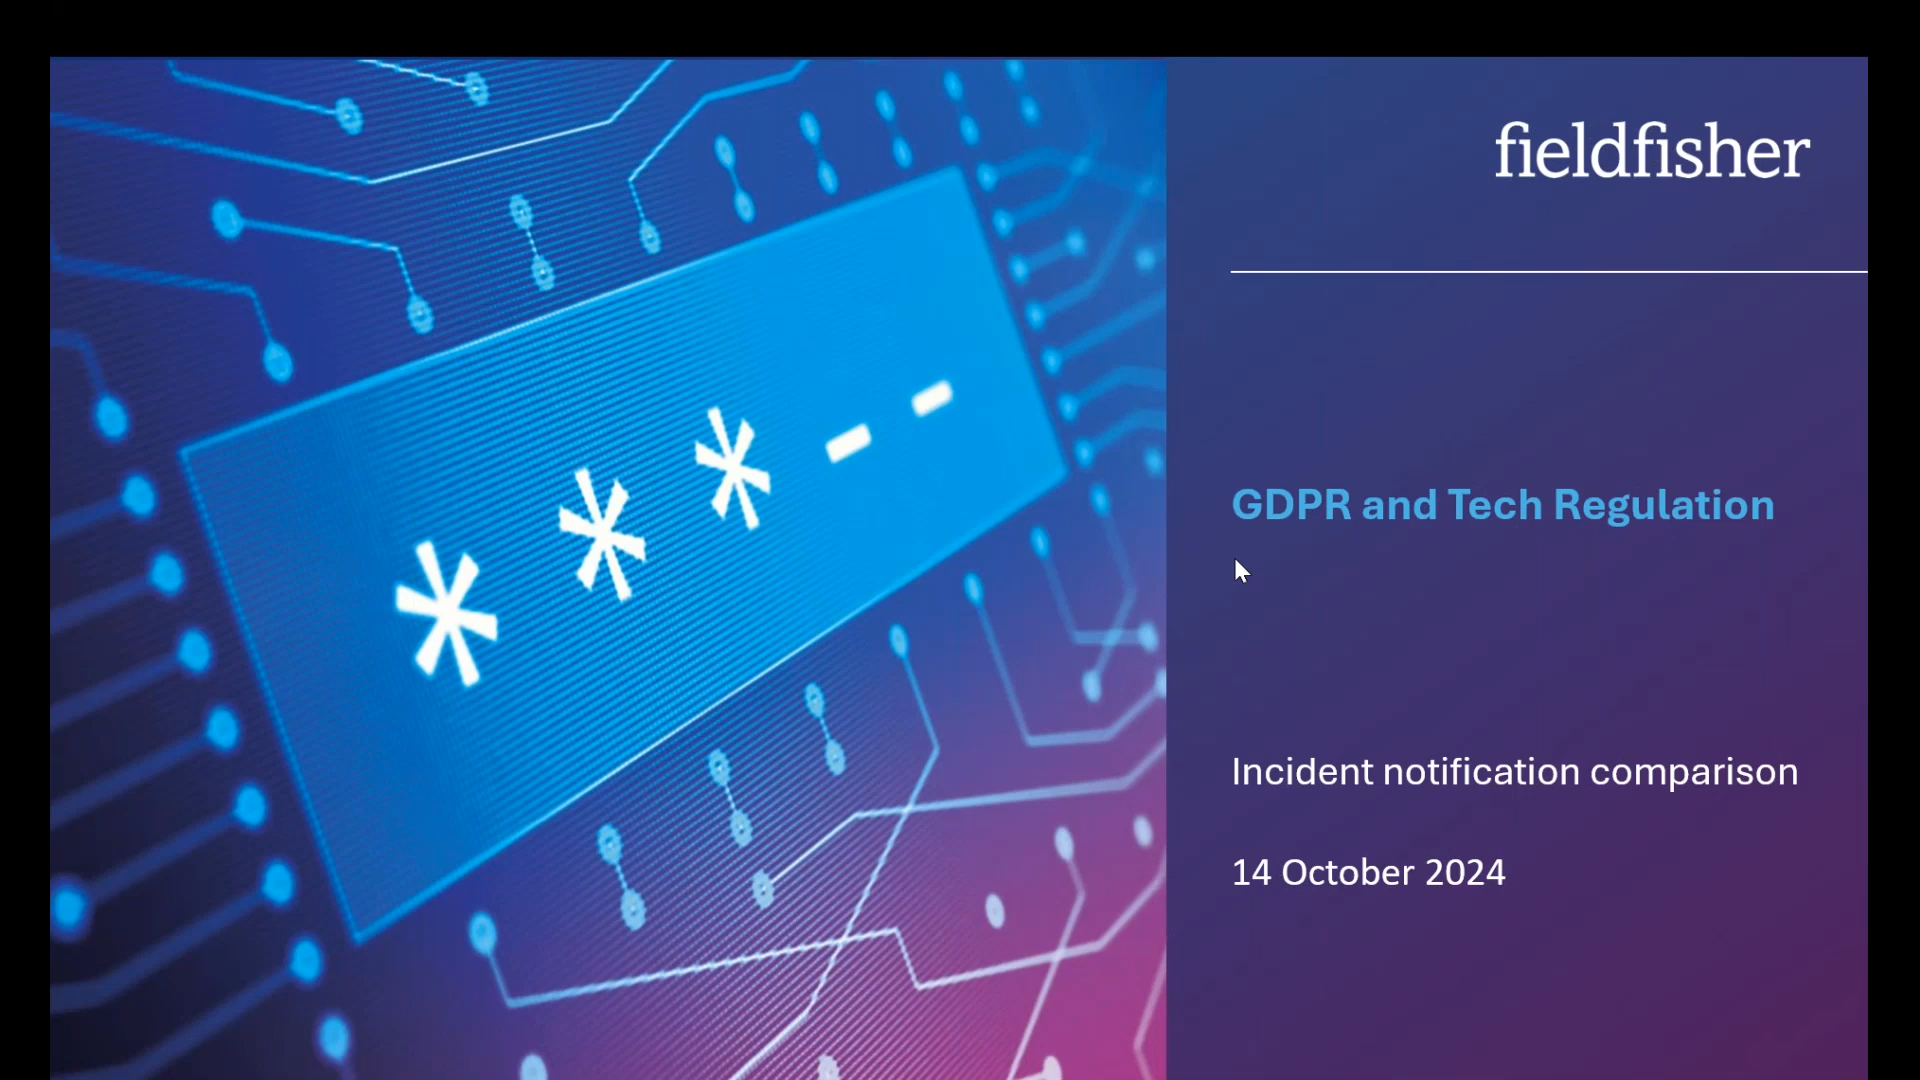 fieldfisher
GDPR and Tech Regulation
Incident notification comparison
14 October 2024
***--